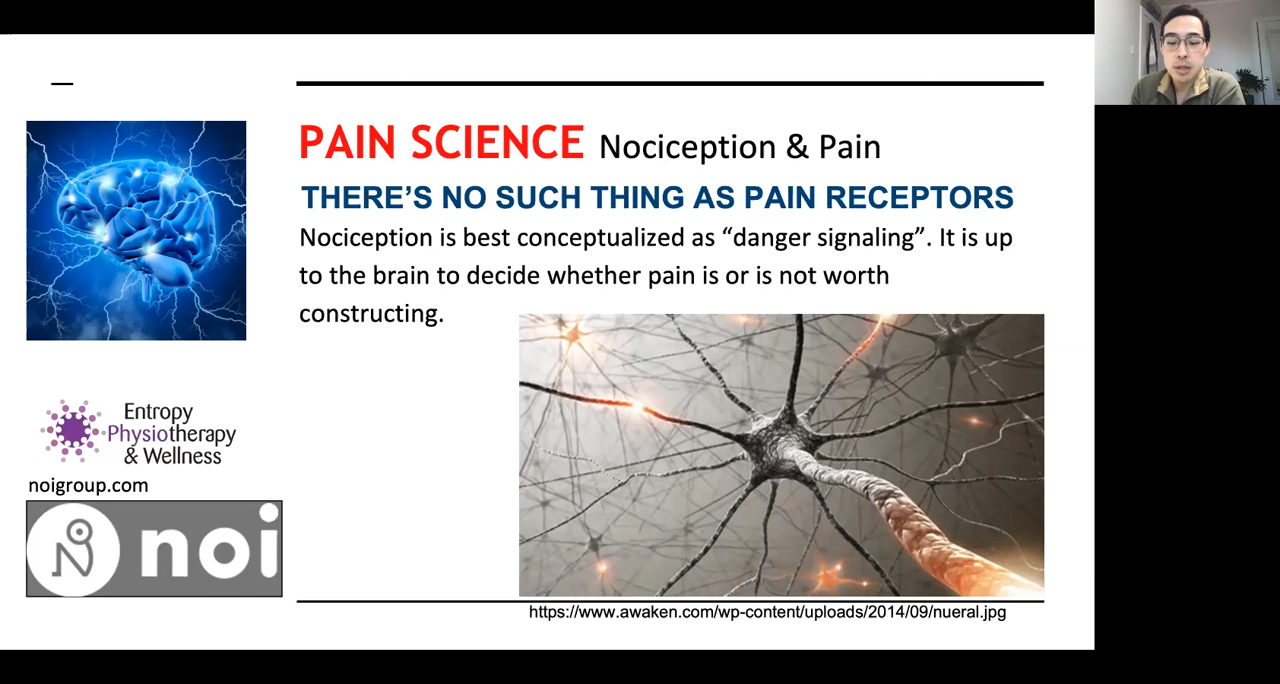 PAIN SCIENCE Nociception & Pain
THERE’S NO SUCH THING AS PAIN RECEPTORS
Nociception is best conceptualized as “danger signaling”. It is up
to the brain to decide whether pain is or is not worth
constructing.
Entropy
Physiotherapy
& Wellness
noigroup.com
noi
https://www.awaken.com/wp-content/uploads/2014/09/nueral.jpg